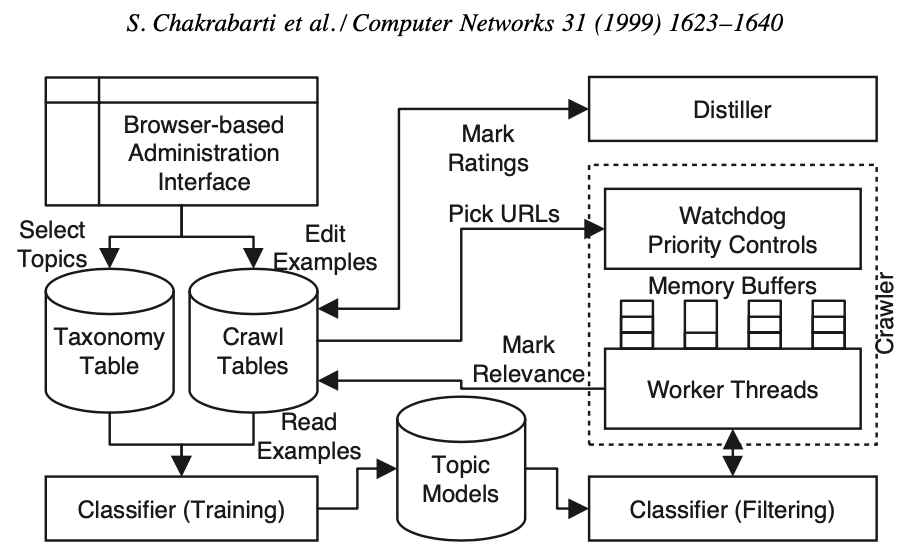 S. Chakrabarti et al. / Computer Networks 31 (1999) 1623–1640
Browser-based
Administration
Interface
Distiller
Mark
Ratings
Select
Topics
Edit
Examples
Pick URLs
Watchdog
Priority Controls
Memory Buffers
Crawler
Taxonomy
Table
Crawl
Tables
Mark
Relevance
Worker Threads
Read
Examples
Topic
Models
Classifier (Training)
Classifier (Filtering)